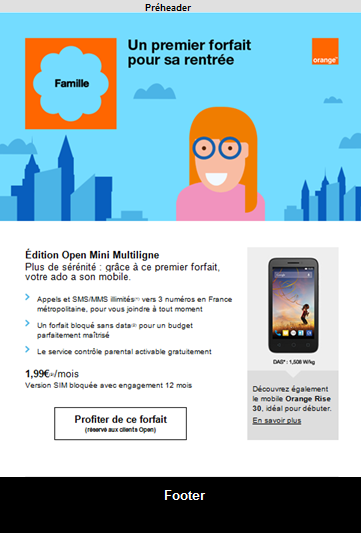 Préheader
Un premier forfait
pour sa rentrée
Famille
orange™
Édition Open Mini Multiligne
Plus de sérénité : grâce à ce premier forfait,
votre ado a son mobile.
Appels et SMS/MMS illimités⁽¹⁾ vers 3 numéros en France
métropolitaine, pour vous joindre à tout moment
Un forfait bloqué sans data⁽²⁾ pour un budget
parfaitement maîtrisé
Le service contrôle parental activable gratuitement
1,99€/mois
Version SIM bloquée avec engagement 12 mois
Profiter de ce forfait
(réservé aux clients Open)
DAS* : 1,508 W/kg
Découvrez également
le mobile Orange Rise
30, idéal pour débuter.
En savoir plus
Footer